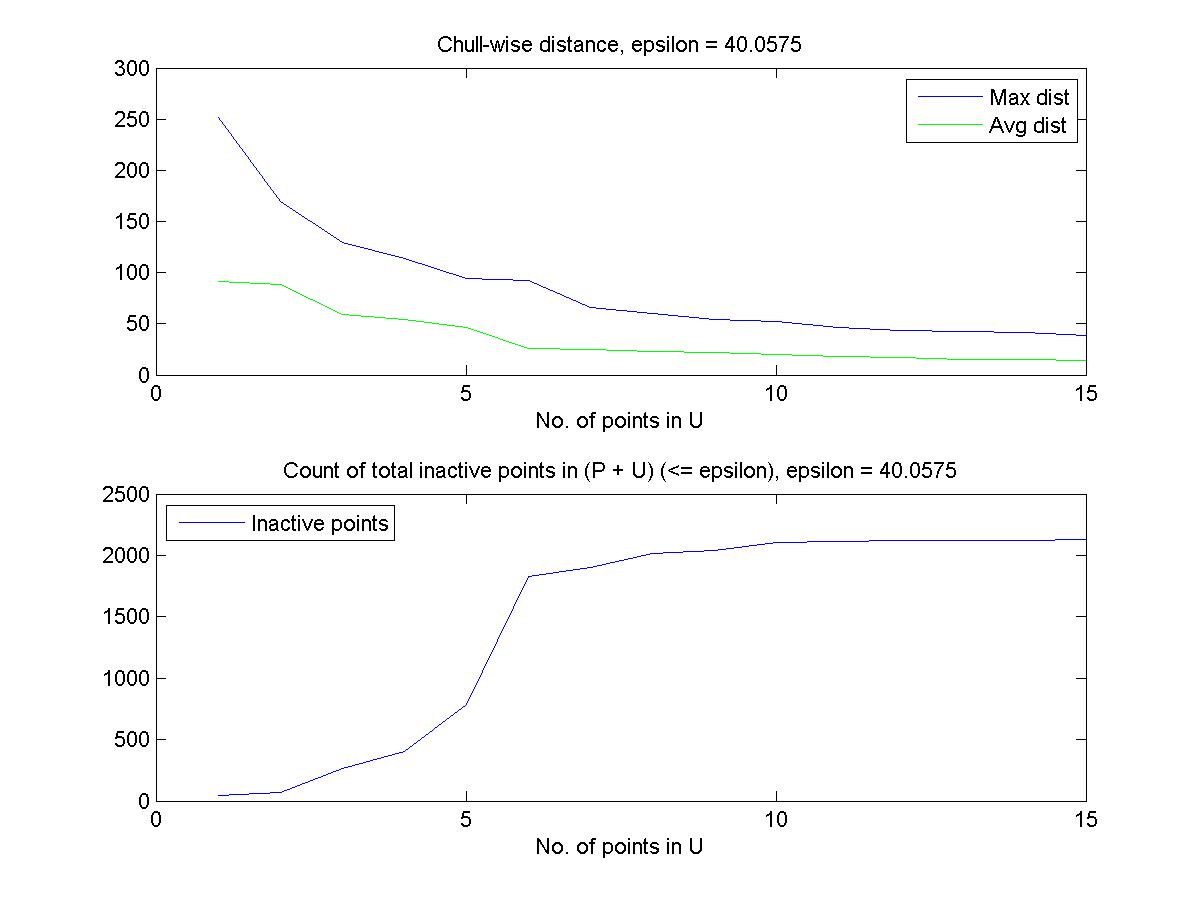 Chull-wise distance, epsilon = 40.0575
300
250
200
150
100
50
0
Max dist
Avg dist
0 5 10 15
No. of points in U
Count of total inactive points in (P + U) (<= epsilon), epsilon = 40.0575
2500
2000
1500
1000
500
0
Inactive points
0 5 10 15
No. of points in U